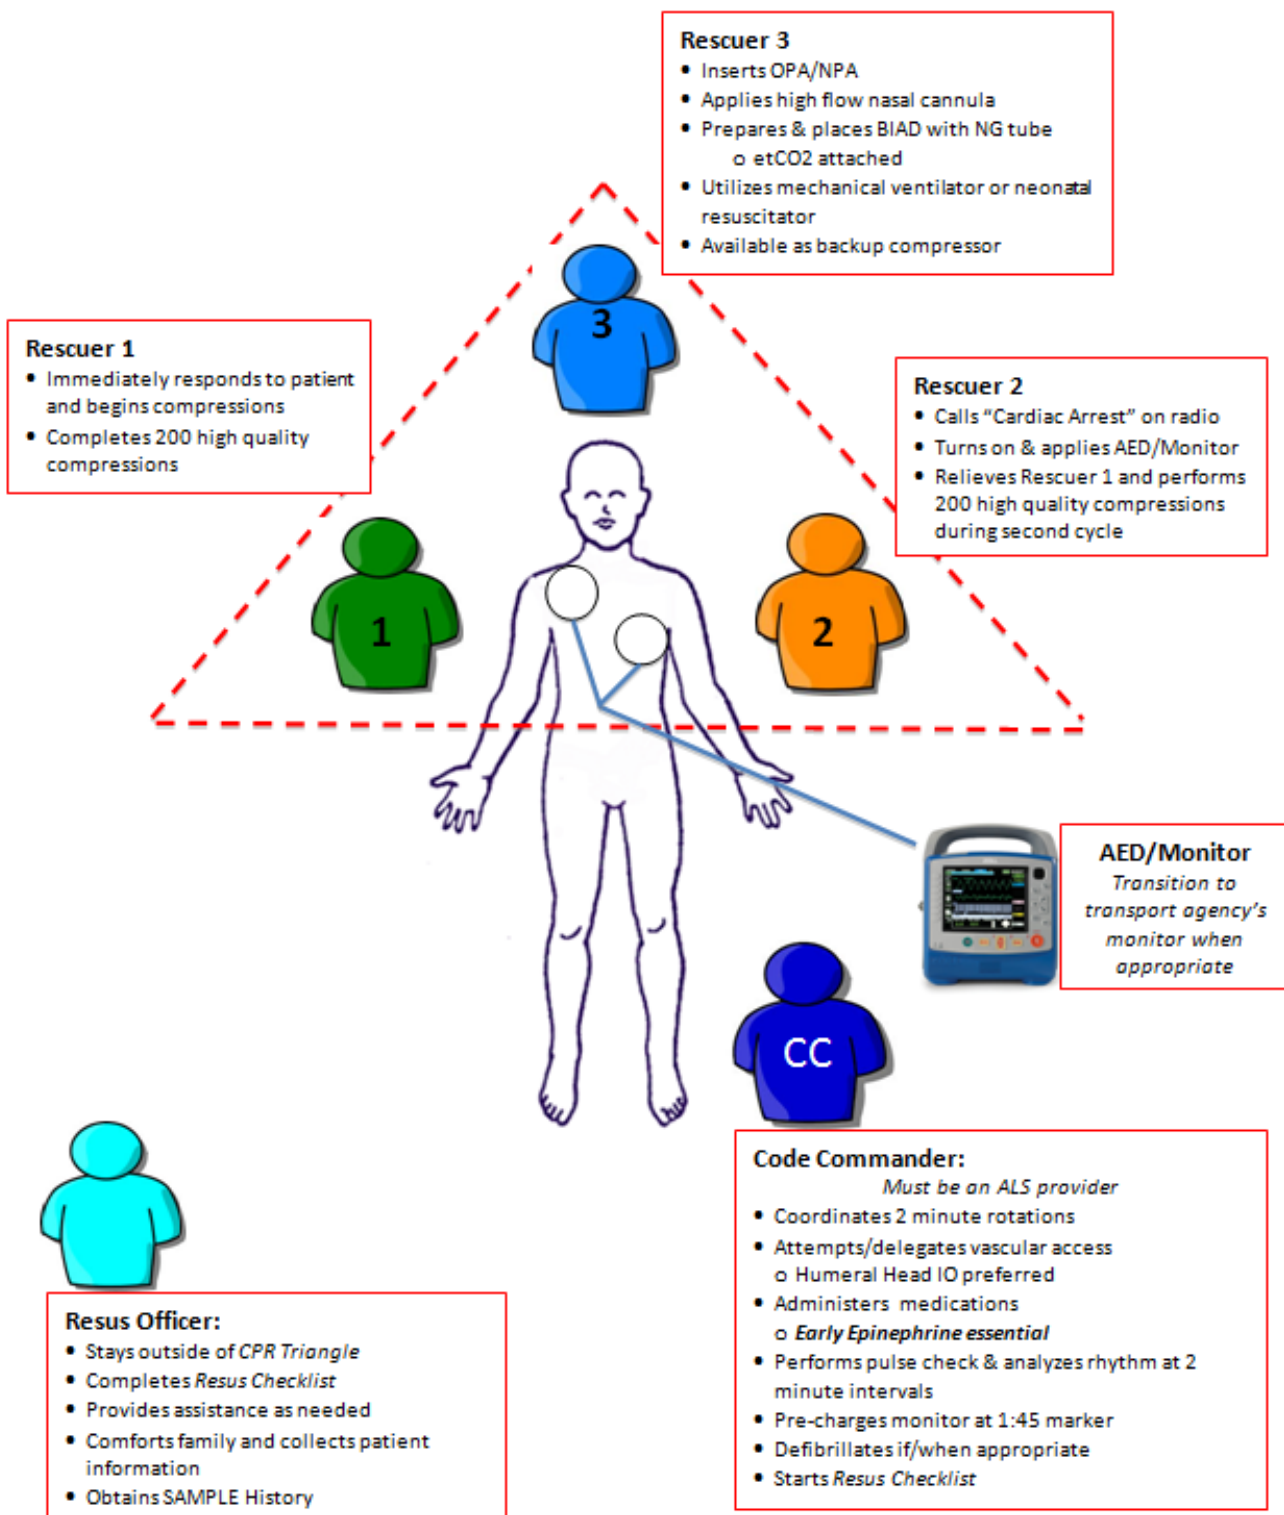 Rescuer 3
• Inserts OPA/NPA
• Applies high flow nasal cannula
• Prepares & places BIAD with NG tube
o etCO2 attached
• Utilizes mechanical ventilator or neonatal
resuscitator
• Available as backup compressor
3
Rescuer 1
• Immediately responds to patient
and begins compressions
• Completes 200 high quality
compressions
Rescuer 2
• Calls “Cardiac Arrest” on radio
• Turns on & applies AED/Monitor
• Relieves Rescuer 1 and performs
200 high quality compressions
during second cycle
1
2
AED/Monitor
Transition to
transport agency’s
monitor when
appropriate
CC
Code Commander:
Must be an ALS provider
• Coordinates 2 minute rotations
• Attempts/delegates vascular access
o Humeral Head IO preferred
• Administers medications
o Early Epinephrine essential
• Performs pulse check & analyzes rhythm at 2
minute intervals
• Pre-charges monitor at 1:45 marker
• Defibrillates if/when appropriate
• Starts Resus Checklist
Resus Officer:
• Stays outside of CPR Triangle
• Completes Resus Checklist
• Provides assistance as needed
• Comforts family and collects patient
information
• Obtains SAMPLE History